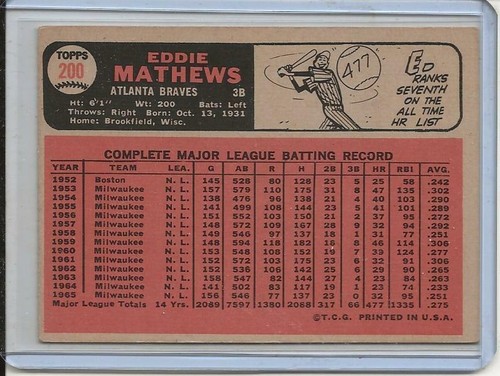 TOPPS
200
EDDIE
MATHEWS
ATLANTA BRAVES 3B
Ht: 6'1" Wt: 200 Bats: Left
Throws: Right Born: Oct. 13, 1931
Home: Brookfield, Wisc.
477
ED
RANKS
SEVENTH
ON THE
ALL TIME
HR LIST
COMPLETE MAJOR LEAGUE BATTING RECORD
YEAR TEAM LEA. G AB R H 2B 3B HR RBI AVG.
1952 Boston N. L. 145 528 80 128 23 5 25 58 .242
1953 Milwaukee N. L. 157 579 110 175 31 8 47 135 .302
1954 Milwaukee N. L. 138 476 96 138 21 4 40 103 .290
1955 Milwaukee N. L. 141 499 108 144 23 5 41 101 .289
1956 Milwaukee N. L. 151 552 103 150 21 2 37 95 .272
1957 Milwaukee N. L. 148 572 109 167 28 9 32 94 .292
1958 Milwaukee N. L. 149 546 97 137 18 1 31 77 .251
1959 Milwaukee N. L. 148 594 118 182 16 8 46 114 .306
1960 Milwaukee N. L. 153 548 108 152 19 7 39 124 .277
1961 Milwaukee N. L. 152 572 103 175 23 6 32 91 .306
1962 Milwaukee N. L. 152 536 106 142 25 6 29 90 .265
1963 Milwaukee N. L. 158 547 82 144 23 4 23 84 .263
1964 Milwaukee N. L. 141 502 83 117 19 1 23 74 .233
1965 Milwaukee N. L. 156 546 77 137 23 0 32 95 .251
Major League Totals 14 Yrs. 2089 7597 1380 2088 317 66 477 1335 .275
©T.C.G. PRINTED IN U.S.A.